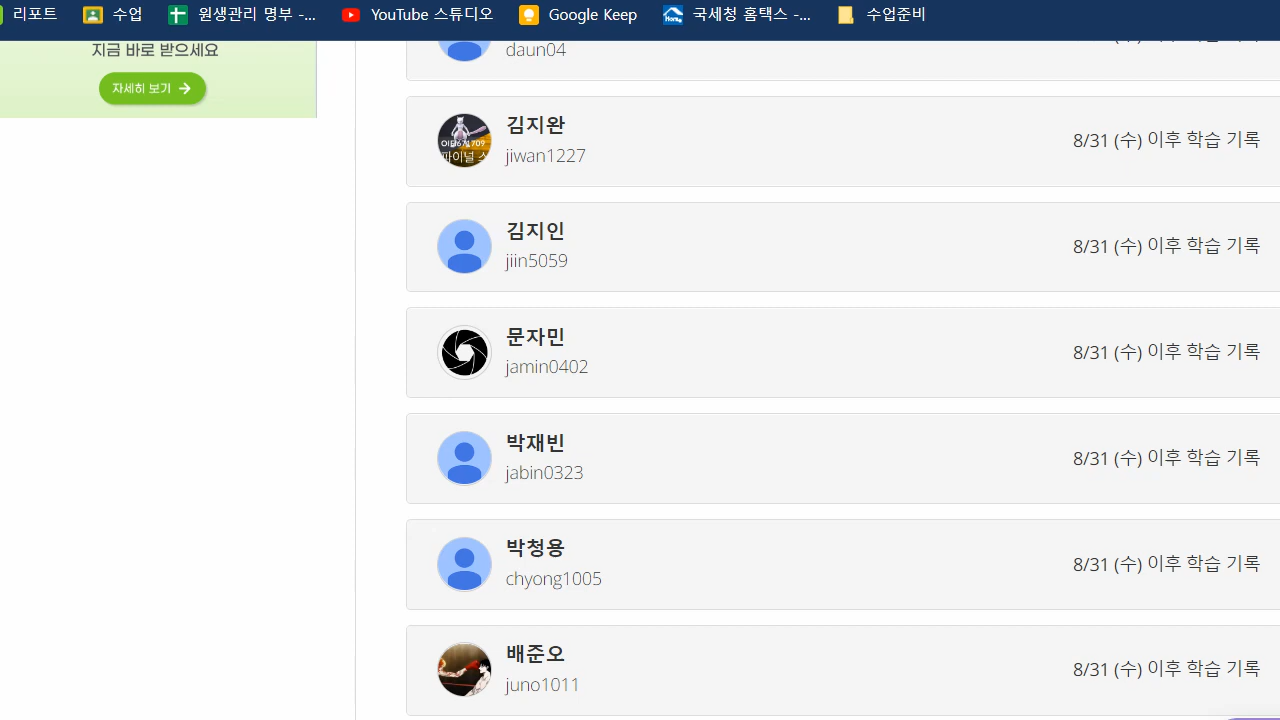 리포트 수업 원생관리 명부 -... YouTube 스튜디오 Google Keep 국세청 홈택스 -... 수업준비
지금 바로 받으세요
자세히 보기
daun04
김지완
jiwan1227
8/31 (수) 이후 학습 기록
파이널 스
김지인
jiin5059
8/31 (수) 이후 학습 기록
문자민
jamin0402
8/31 (수) 이후 학습 기록
박재빈
jabin0323
8/31 (수) 이후 학습 기록
박청용
chyong1005
8/31 (수) 이후 학습 기록
배준오
juno1011
8/31 (수) 이후 학습 기록